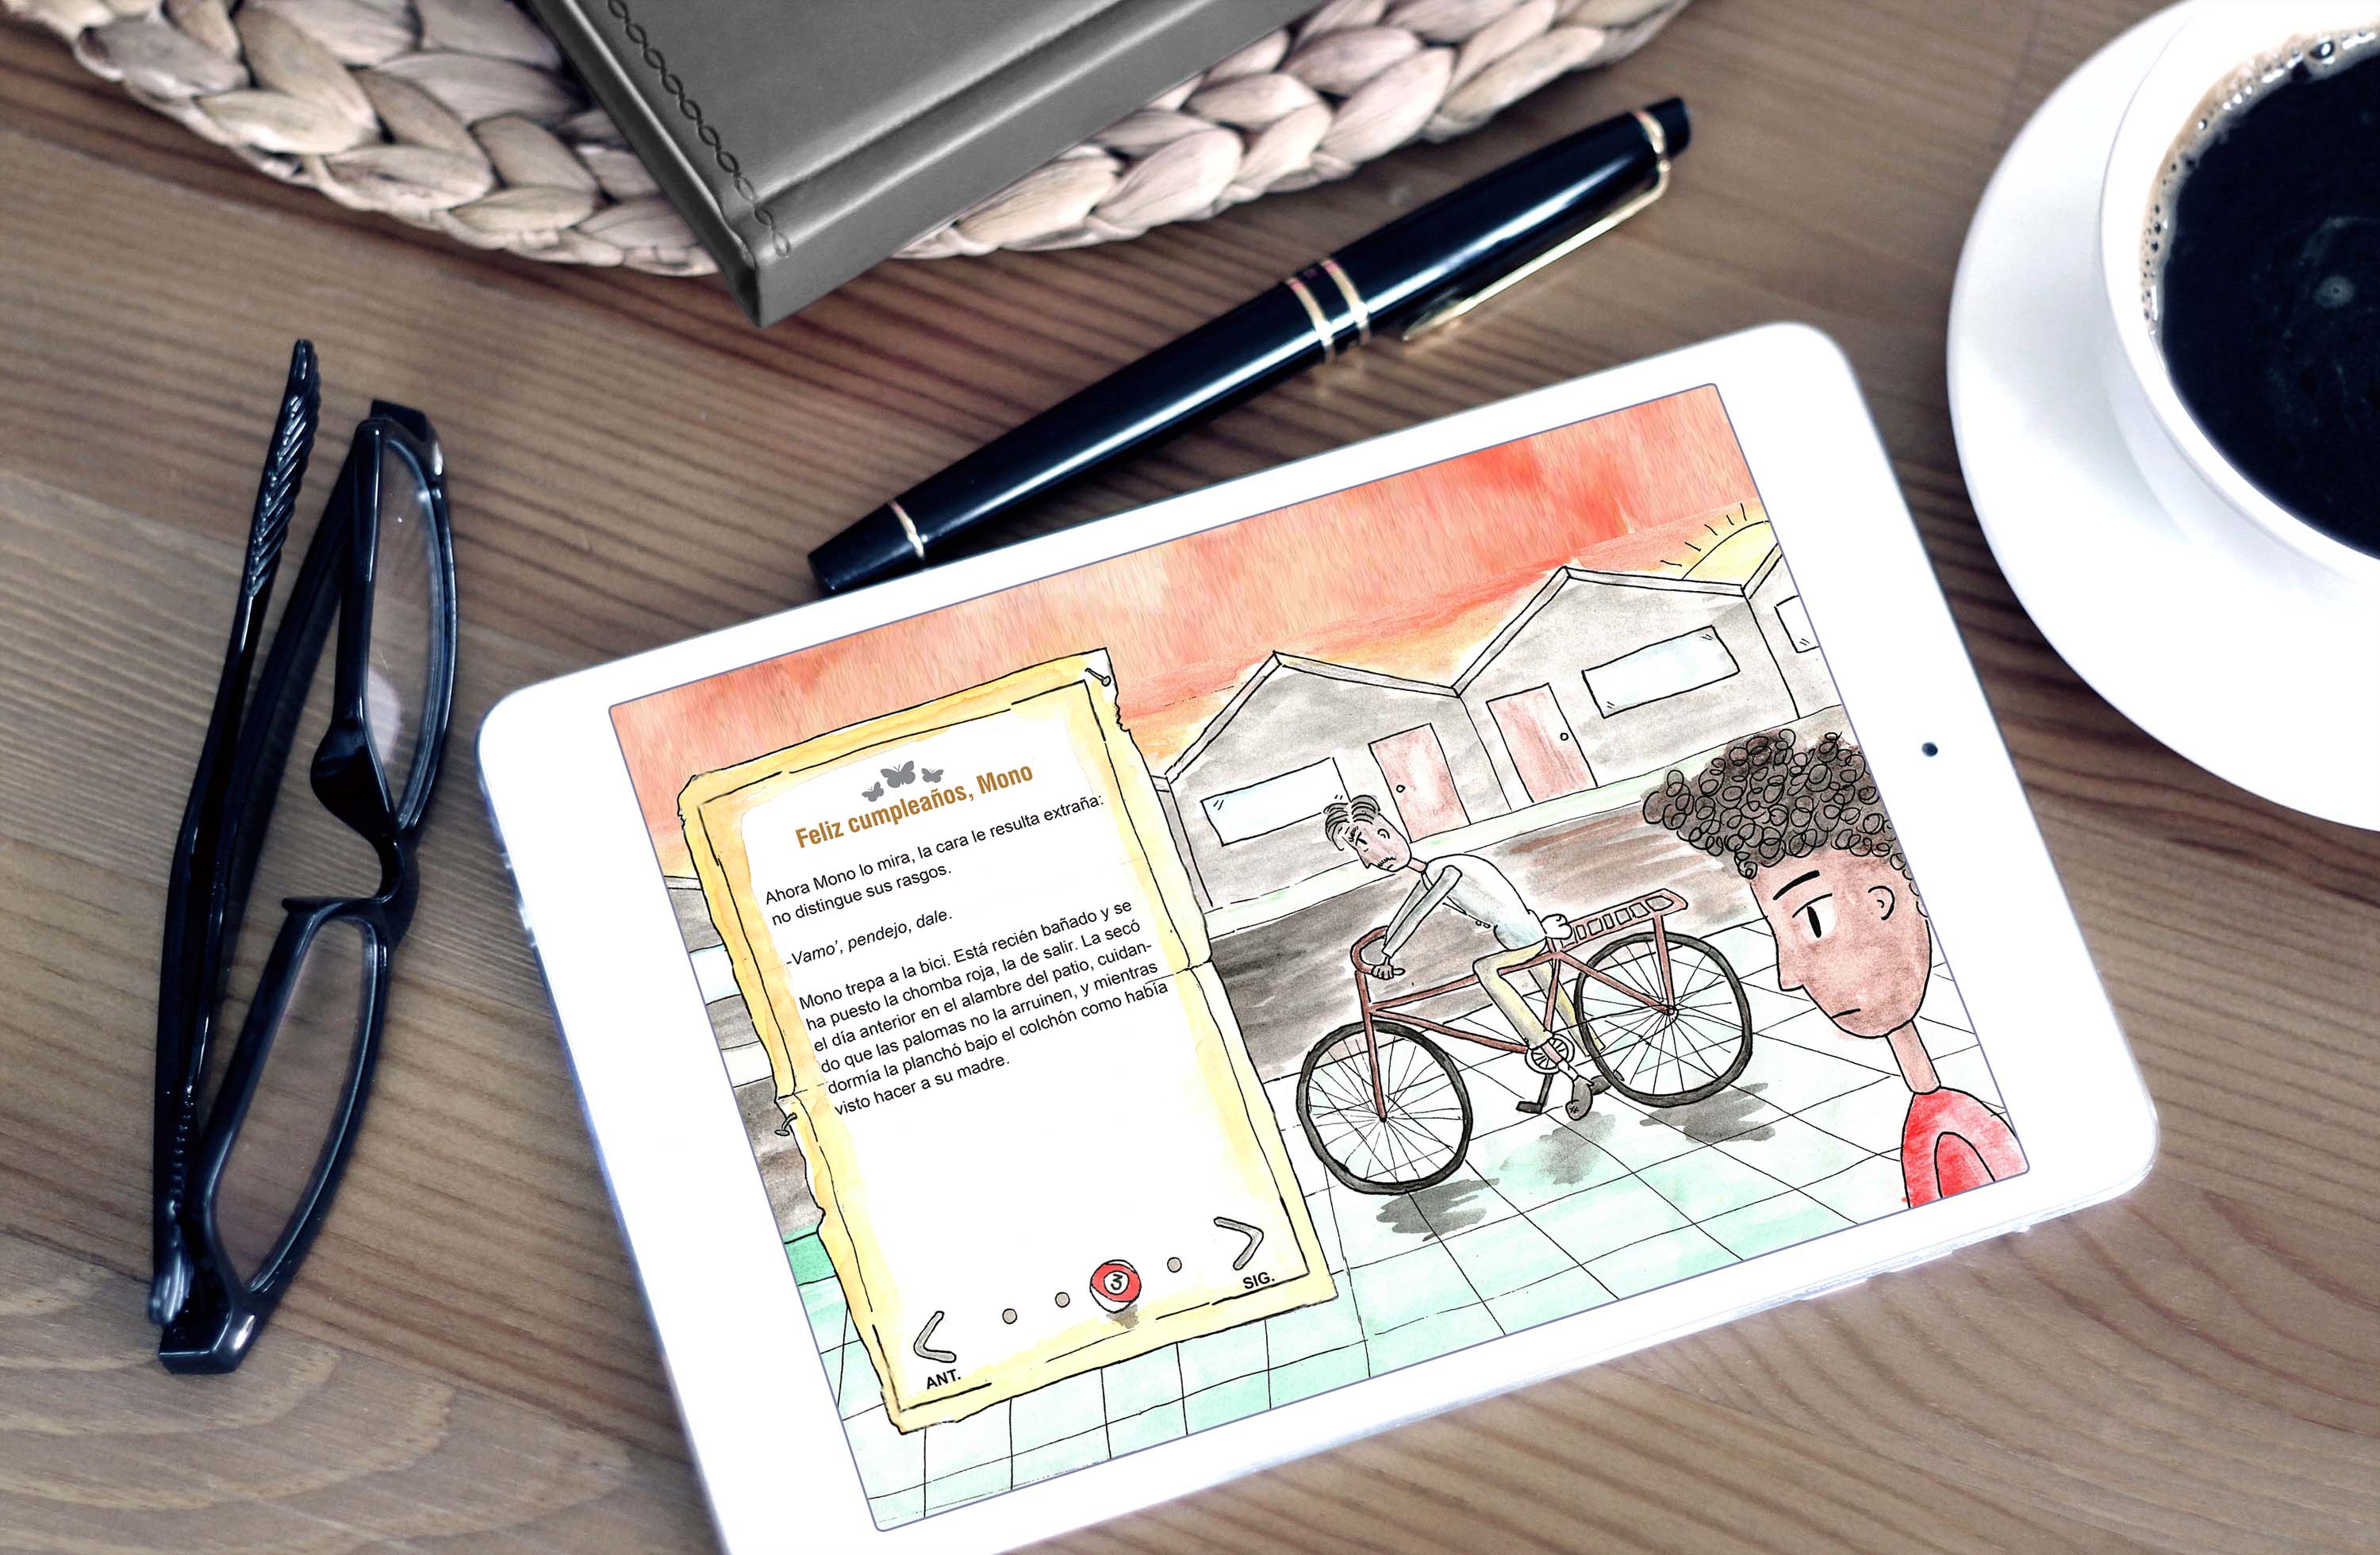 Feliz cumpleaños, Mono
Ahora Mono lo mira, la cara le resulta extraña:
no distingue sus rasgos.
-Vamo’, pendejo, dale.
Mono trepa a la bici. Está recién bañado y se
ha puesto la chomba roja, la de salir. La secó
el día anterior en el alambre del patio, cuidan-
do que las palomas no la arruinen, y mientras
dormía la planchó bajo el colchón como había
visto hacer a su madre.
3
SIG.
ANT.